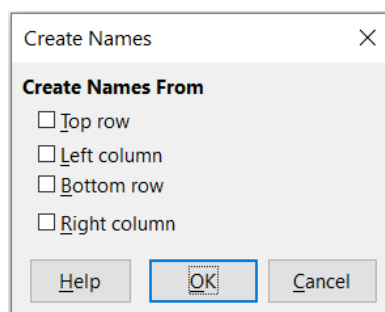 Create Names
Create Names From
Top row
Left column
Bottom row
Right column
Help OK Cancel